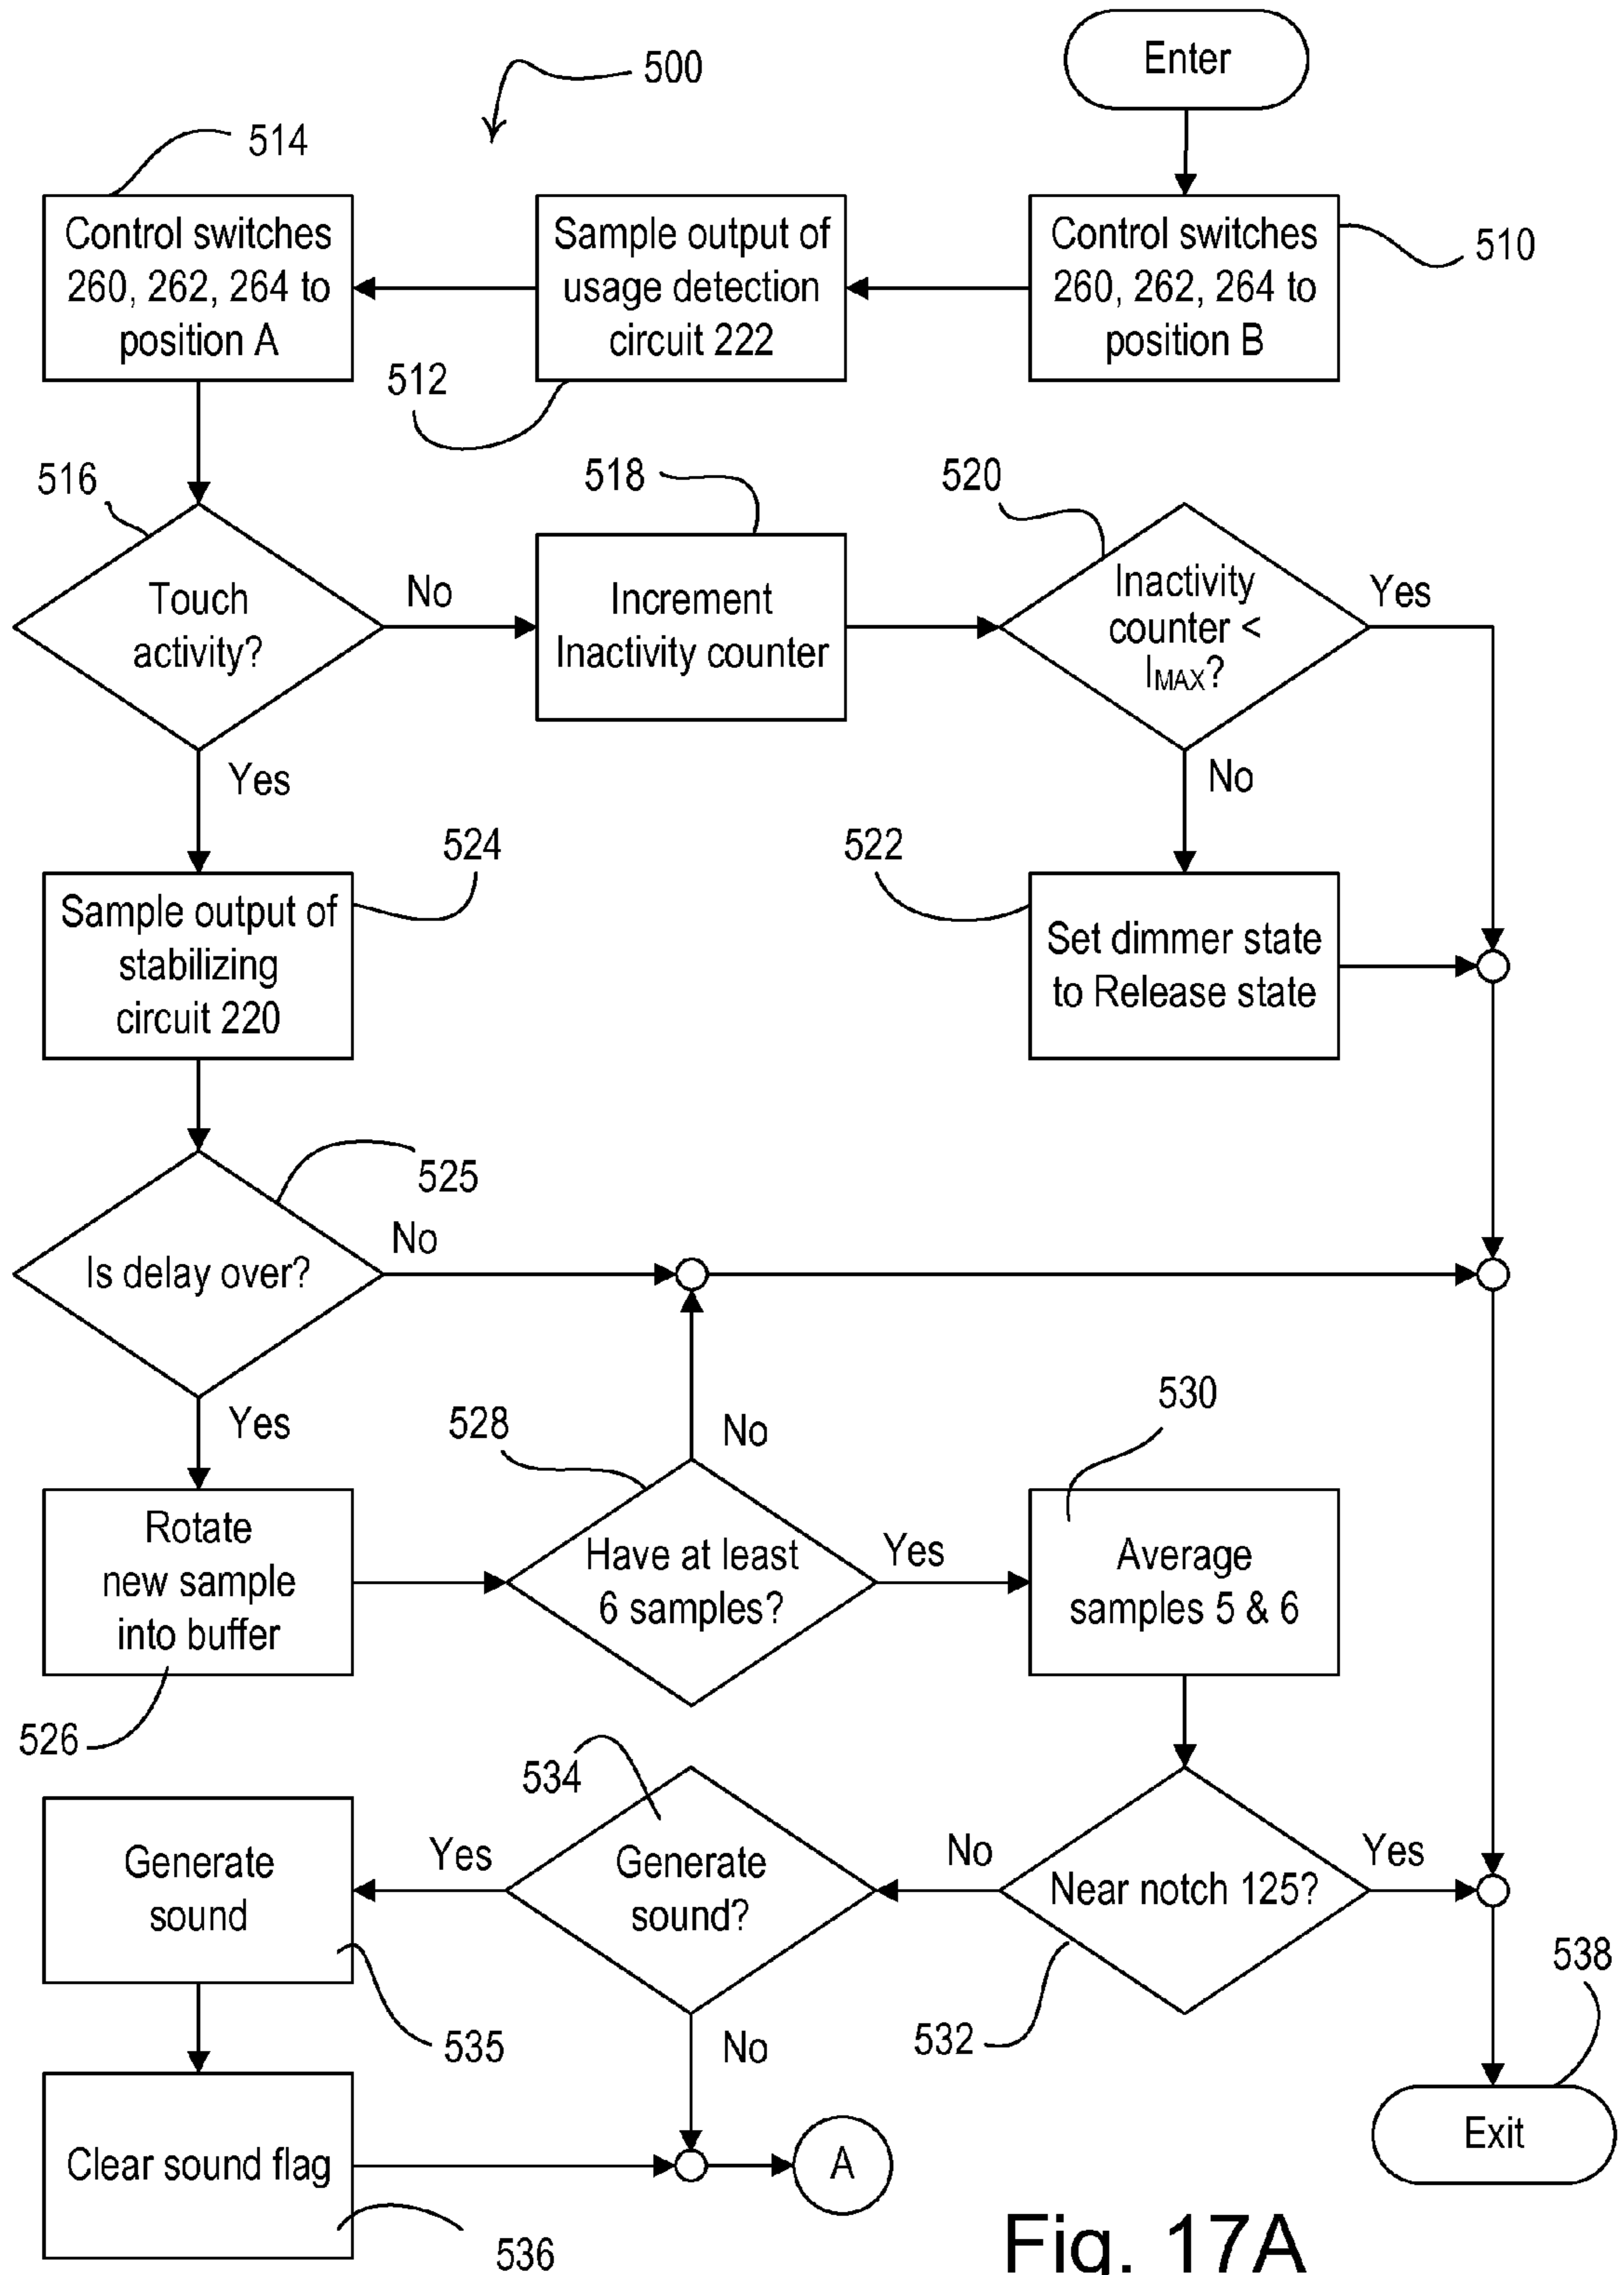 Enter
500
514
Control switches
260, 262, 264 to
position A
Sample output of
usage detection
circuit 222
Control switches
260, 262, 264 to
position B
510
512
516
518
520
Touch
activity?
No
Increment
Inactivity counter
Inactivity
counter <
IMAX?
Yes
Yes
No
524
522
Sample output of
stabilizing
circuit 220
Set dimmer state
to Release state
525
Is delay over?
No
Yes
528
No
530
Rotate
new sample
into buffer
Have at least
6 samples?
Yes
Average
samples 5 & 6
526
534
Generate
sound
Yes
Generate
sound?
No
Near notch 125?
Yes
535
No
532
538
Clear sound flag
A
Exit
536
Fig. 17A